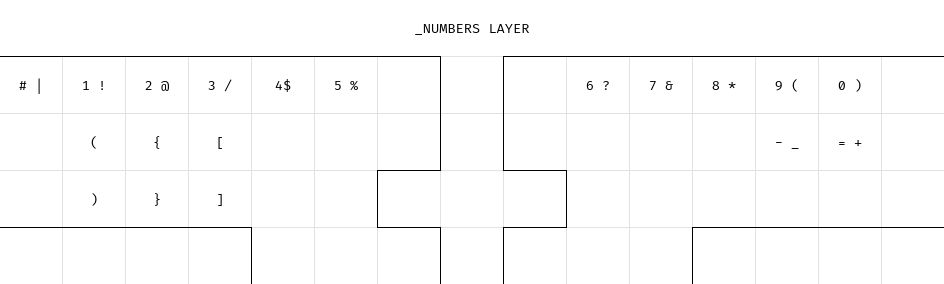 _NUMBERS LAYER
# | 1 ! 2 @ 3 / 4$ 5 % 6 ? 7 & 8 * 9 ( 0 )
( { [ - _ = +
) } ]